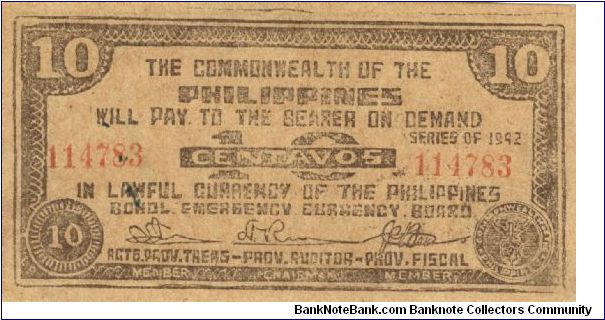 10 10
THE COMMONWEALTH OF THE
PHILIPPINES
WILL PAY TO THE BEARER ON DEMAND
SERIES OF 1942
114783 10 CENTAVOS 114783
IN LAWFUL CURRENCY OF THE PHILIPPINES
BOHOL EMERGENCY CURRENCY BOARD
10
ACTG.PROV.TREAS-PROV.AUDITOR-PROV.FISCAL
MEMBER CHAIRMAN MEMBER
BankNoteBank.com Banknote Collectors Community